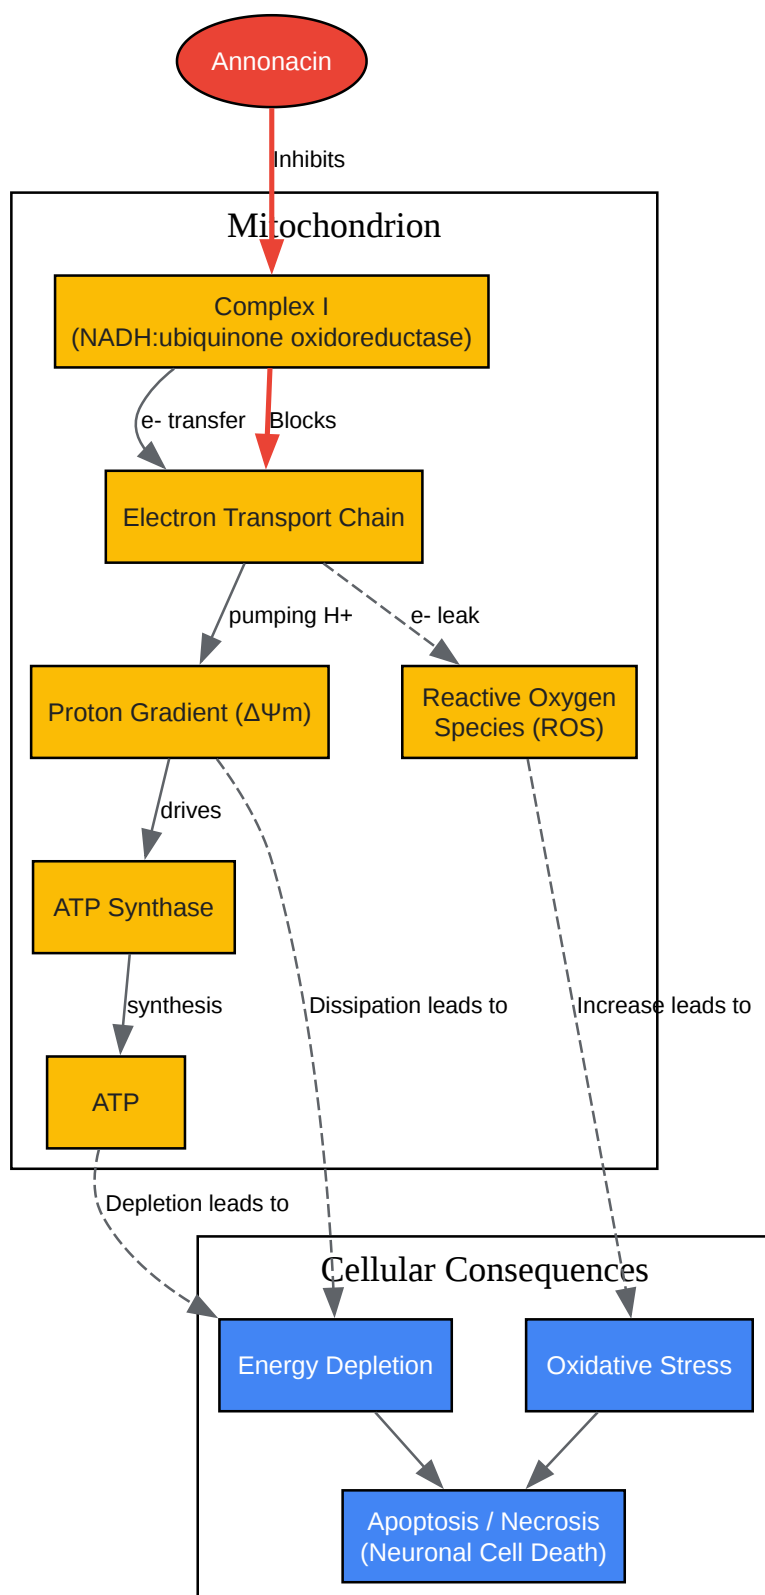 Annonacin
Inhibits
Mitochondrion
Complex I
(NADH:ubiquinone oxidoreductase)
e- transfer
Blocks
Electron Transport Chain
pumping H+
e- leak
Proton Gradient (ΔΨm)
Reactive Oxygen
Species (ROS)
drives
ATP Synthase
synthesis
Dissipation leads to
Increase leads to
ATP
Depletion leads to
Cellular Consequences
Energy Depletion
Oxidative Stress
Apoptosis / Necrosis
(Neuronal Cell Death)